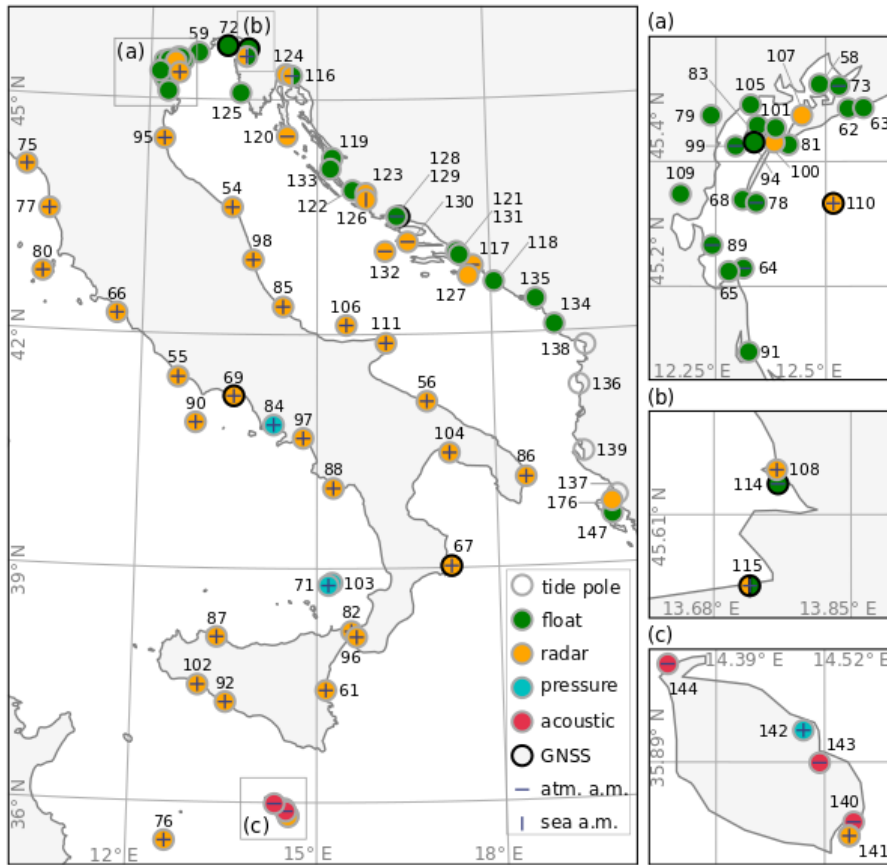 59
72
(b)
(a)
124
116
45° N
125
75
95
120
119
133
123
128
129
122
126
130
121
131
77
54
132
117
118
127
80
98
135
66
85
106
134
42° N
111
138
55
69
136
90
84
97
56
104
86
139
88
137
176
147
67
39° N
71
103
87
82
96
102
92
61
36° N
76
(c)
12° E
15° E
18° E
tide pole
float
radar
pressure
acoustic
GNSS
atm. a.m.
sea a.m.
(a)
107
58
83
105
73
79
101
62
63
45.4° N
99
81
100
109
94
68
78
110
45.2° N
89
64
65
91
12.25° E
12.5° E
(b)
108
114
45.61° N
115
13.68° E
13.85° E
(c)
14.39° E
14.52° E
144
142
143
35.89° N
140
141